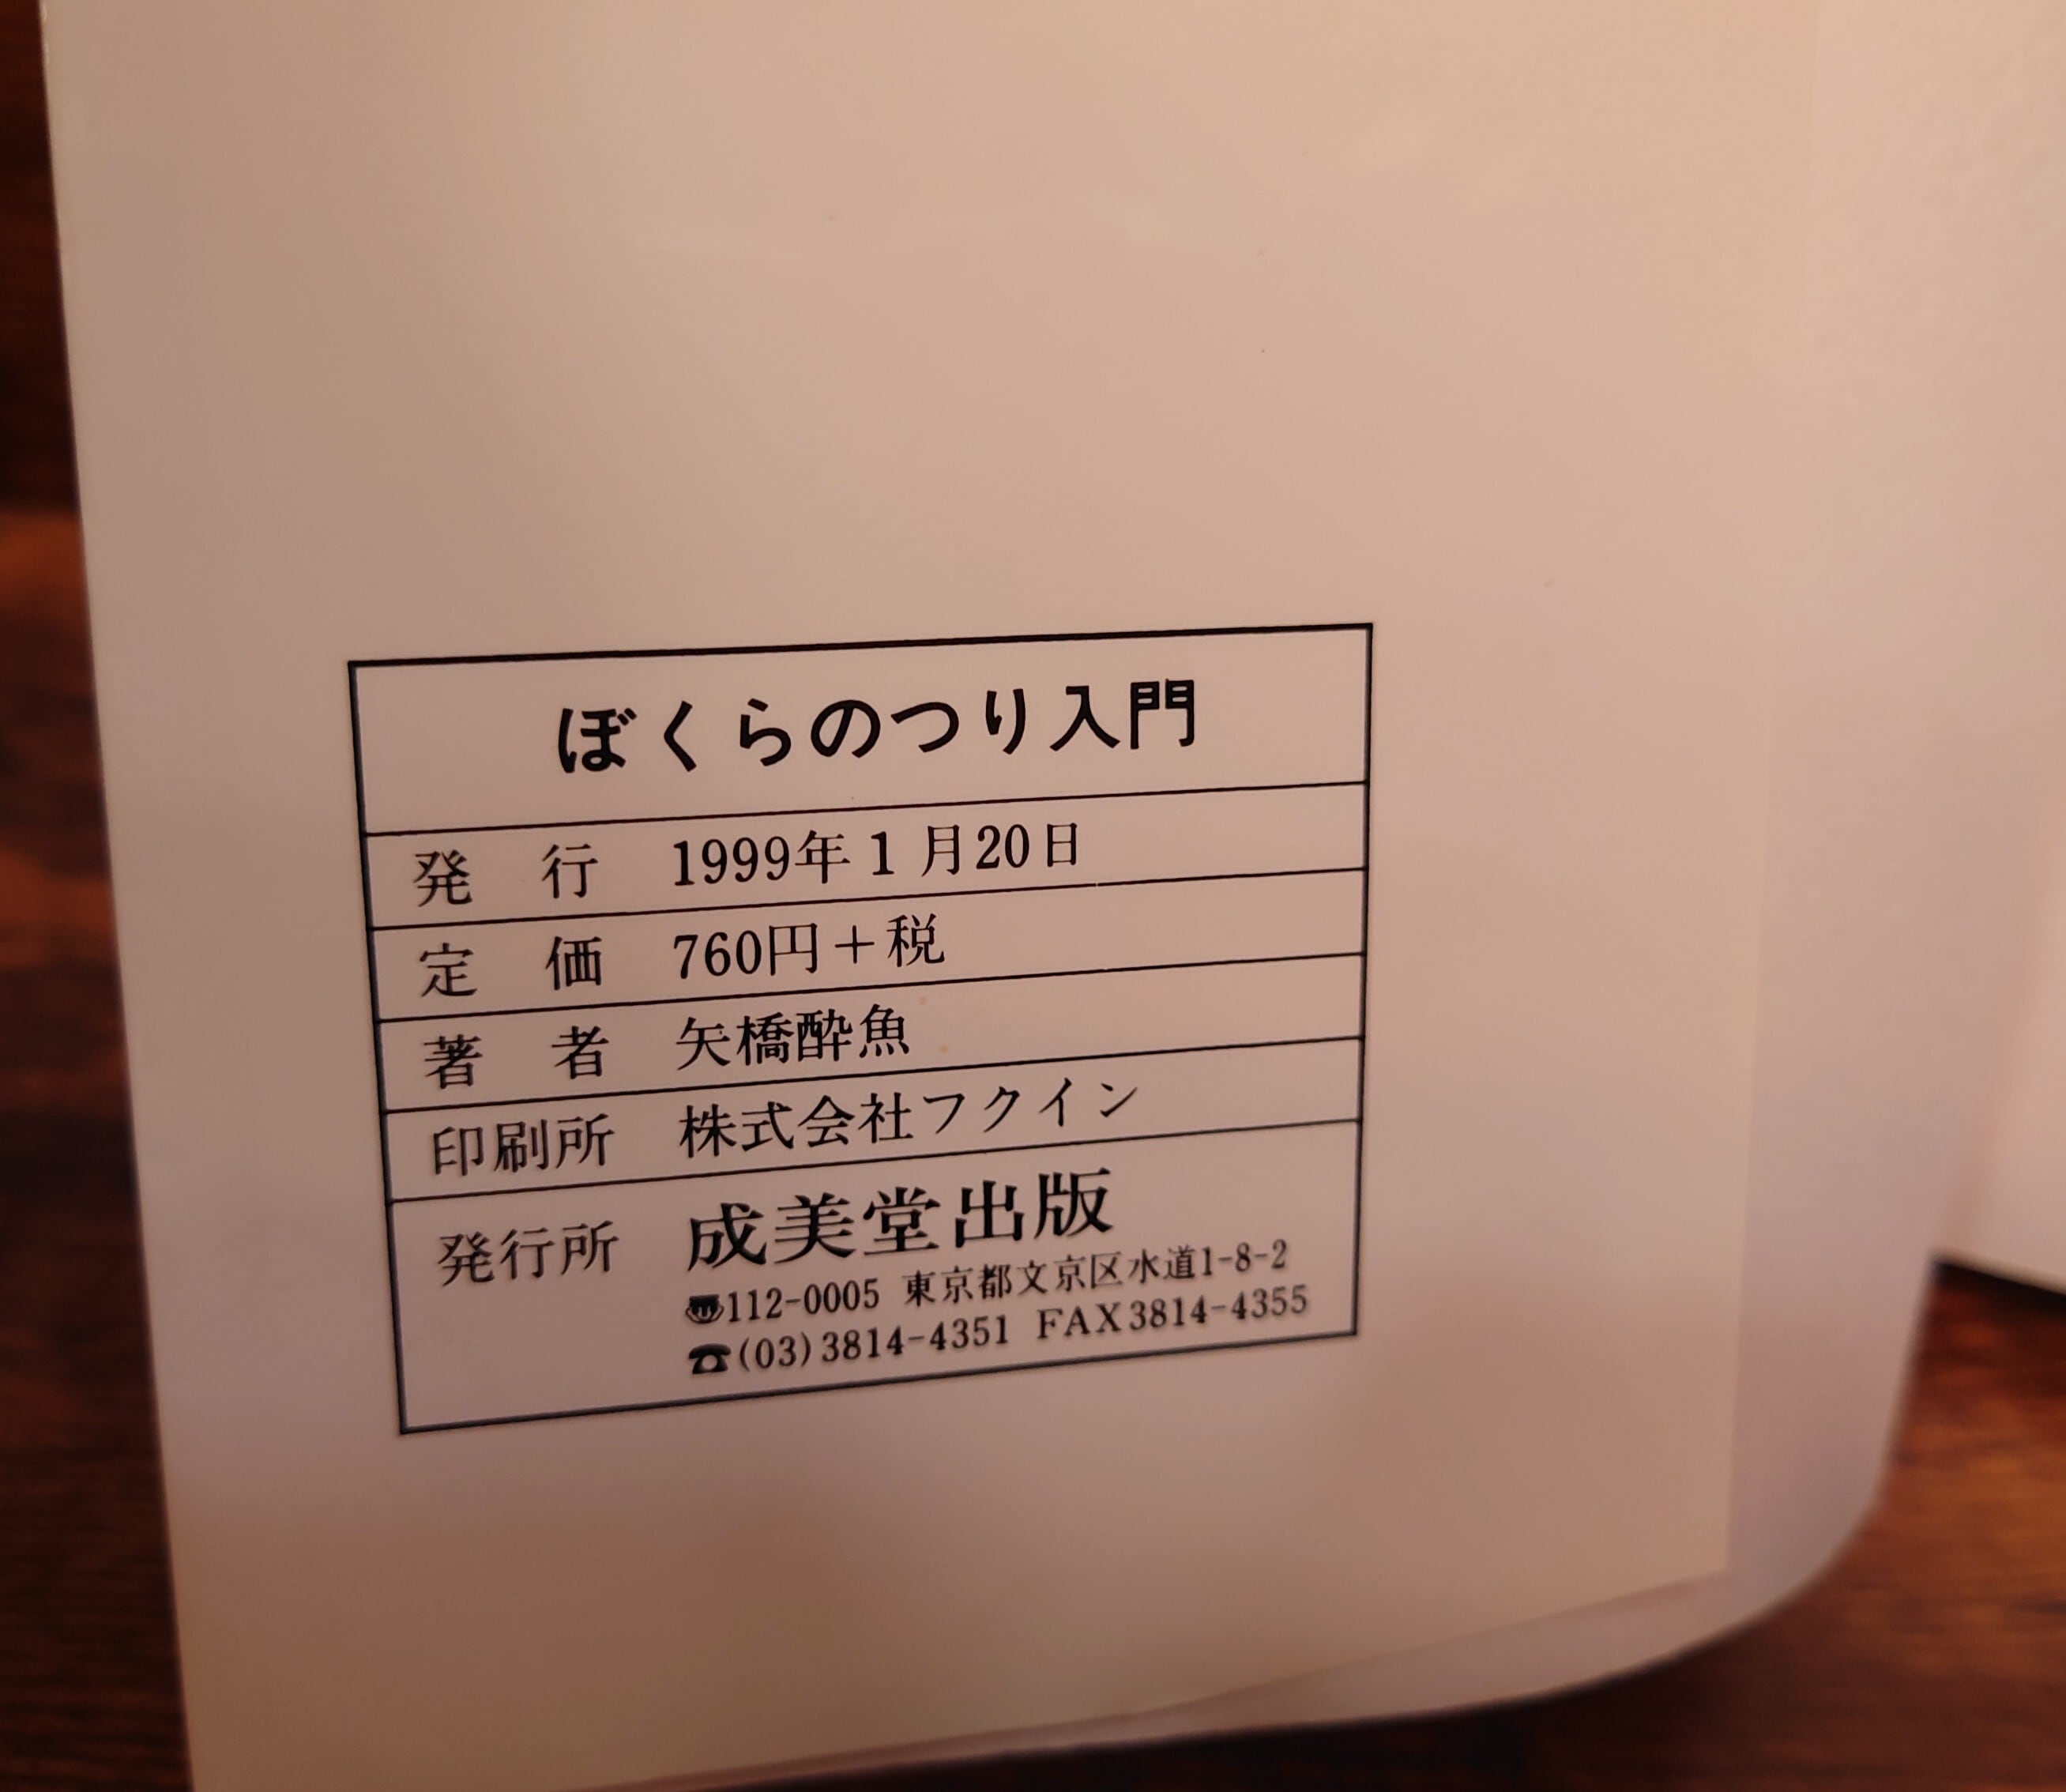 ぼくらのつり入門
発行 1999年1月20日
定価 760円＋税
著者 矢橋酔魚
印刷所 株式会社フクイン
発行所 成美堂出版
112-0005 東京都文京区水道1-8-2
☎(03)3814-4351 FAX3814-4355